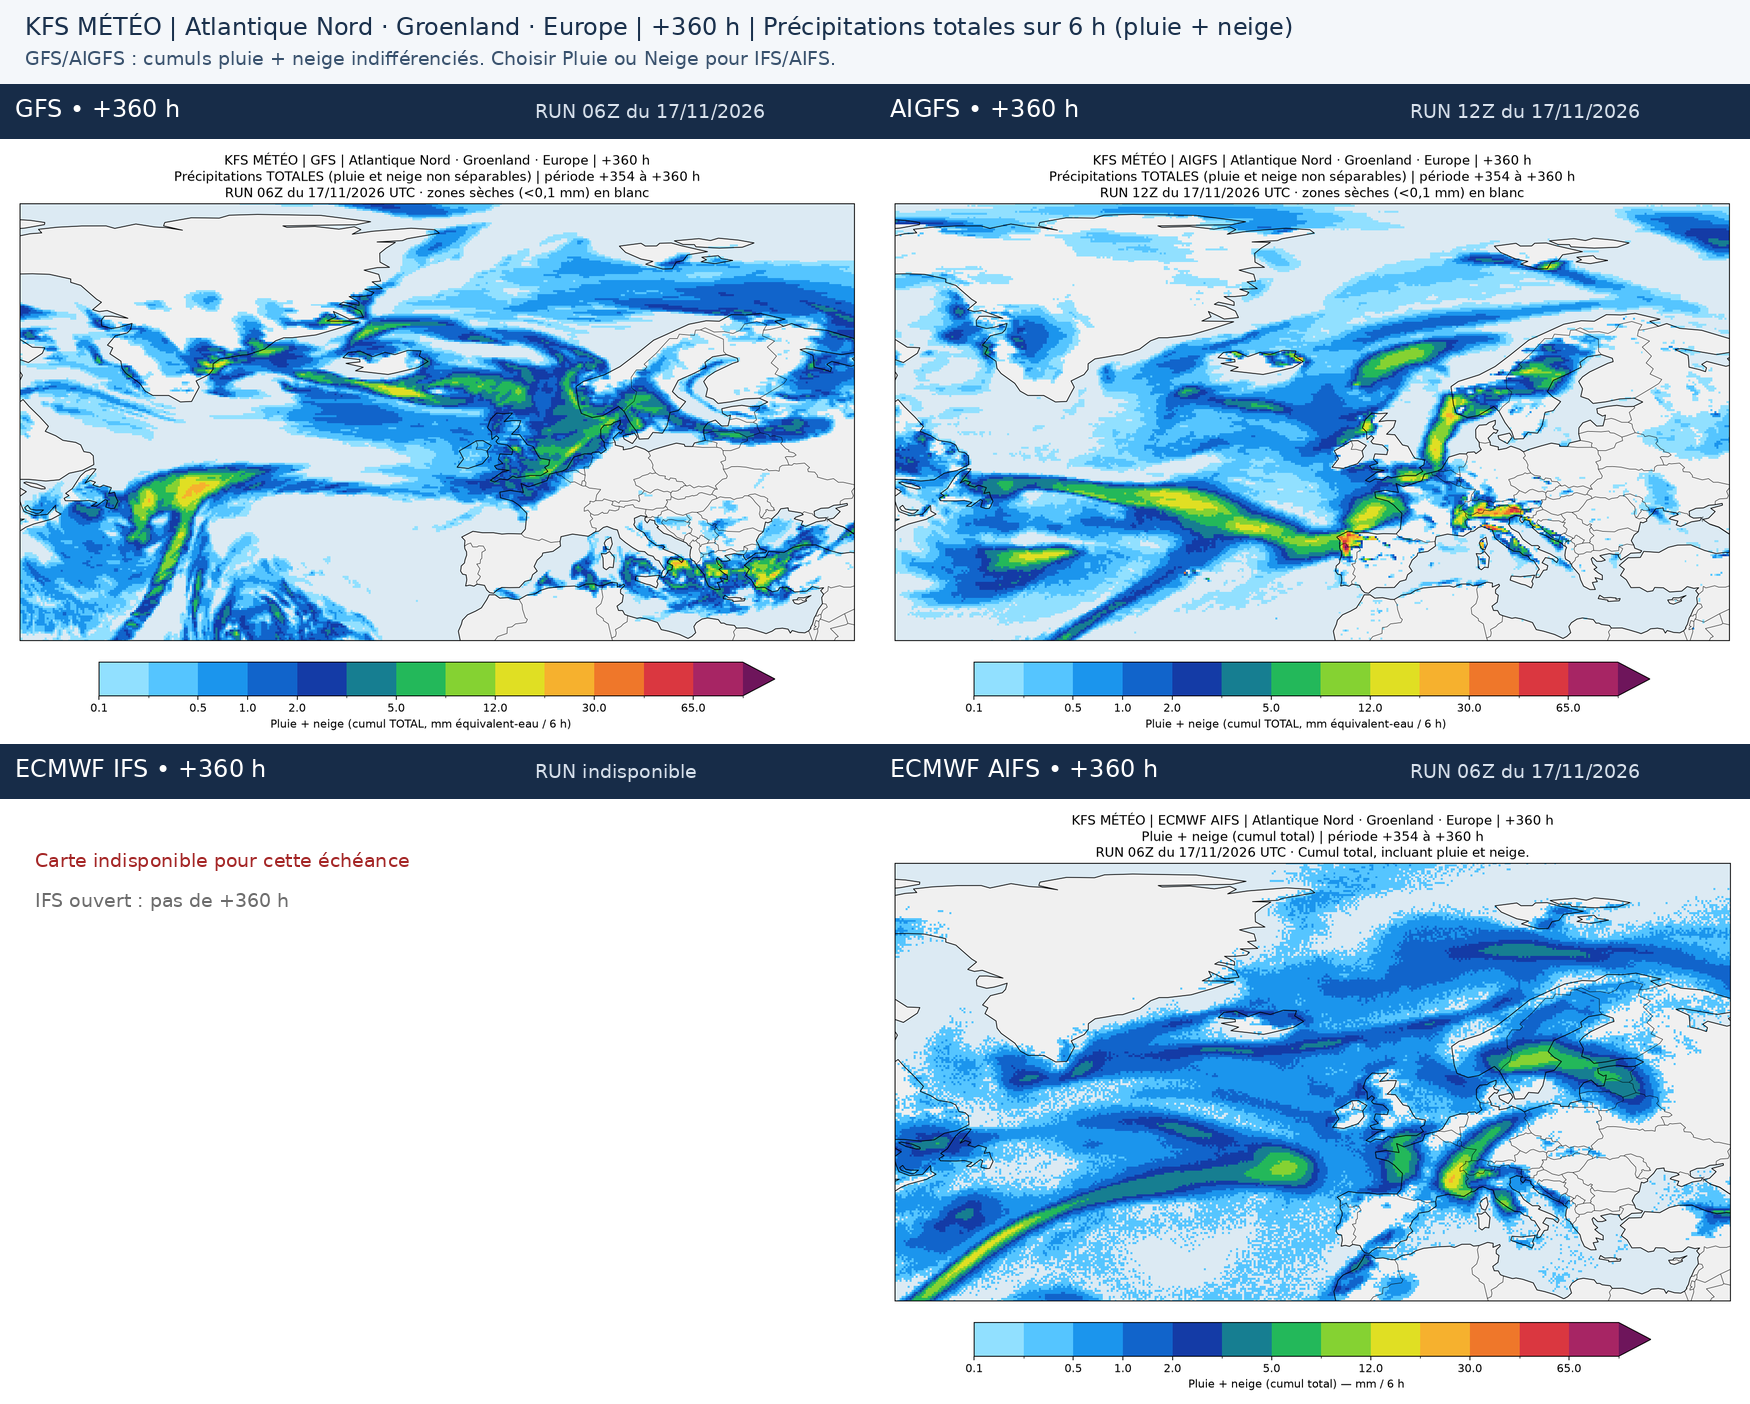 KFS MÉTÉO | Atlantique Nord · Groenland · Europe | +360 h | Précipitations totales sur 6 h (pluie + neige)
GFS/AIGFS : cumuls pluie + neige indifférenciés. Choisir Pluie ou Neige pour IFS/AIFS.
GFS • +360 h
RUN 06Z du 17/11/2026
KFS MÉTÉO | GFS | Atlantique Nord · Groenland · Europe | +360 h
Précipitations TOTALES (pluie et neige non séparables) | période +354 à +360 h
RUN 06Z du 17/11/2026 UTC · zones sèches (<0,1 mm) en blanc
0.1 0.5 1.0 2.0 5.0 12.0 30.0 65.0
Pluie + neige (cumul TOTAL, mm équivalent-eau / 6 h)
AIGFS • +360 h
RUN 12Z du 17/11/2026
KFS MÉTÉO | AIGFS | Atlantique Nord · Groenland · Europe | +360 h
Précipitations TOTALES (pluie et neige non séparables) | période +354 à +360 h
RUN 12Z du 17/11/2026 UTC · zones sèches (<0,1 mm) en blanc
0.1 0.5 1.0 2.0 5.0 12.0 30.0 65.0
Pluie + neige (cumul TOTAL, mm équivalent-eau / 6 h)
ECMWF IFS • +360 h
RUN indisponible
Carte indisponible pour cette échéance
IFS ouvert : pas de +360 h
ECMWF AIFS • +360 h
RUN 06Z du 17/11/2026
KFS MÉTÉO | ECMWF AIFS | Atlantique Nord · Groenland · Europe | +360 h
Pluie + neige (cumul total) | période +354 à +360 h
RUN 06Z du 17/11/2026 UTC · Cumul total, incluant pluie et neige.
0.1 0.5 1.0 2.0 5.0 12.0 30.0 65.0
Pluie + neige (cumul total) — mm / 6 h